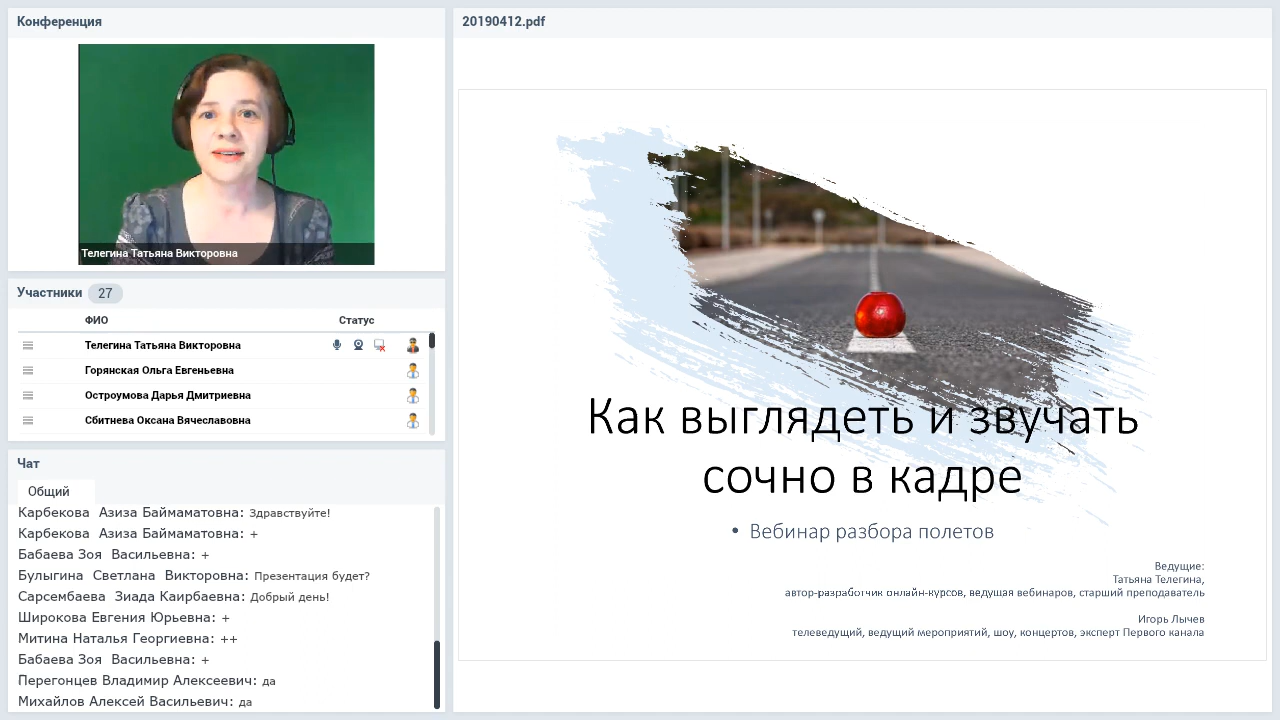 Конференция
Телегина Татьяна Викторовна
Участники 27
ФИО Статус
Телегина Татьяна Викторовна
Горянская Ольга Евгеньевна
Остроумова Дарья Дмитриевна
Сбитнева Оксана Вячеславовна
Чат
Общий
Карбекова Азиза Баймаматовна: Здравствуйте!
Карбекова Азиза Баймаматовна: +
Бабаева Зоя Васильевна: +
Булыгина Светлана Викторовна: Презентация будет?
Сарсембаева Зиада Каирбаевна: Добрый день!
Широкова Евгения Юрьевна: +
Митина Наталья Георгиевна: ++
Бабаева Зоя Васильевна: +
Перегонцев Владимир Алексеевич: да
Михайлов Алексей Васильевич: да
20190412.pdf
Как выглядеть и звучать
сочно в кадре
• Вебинар разбора полетов
Ведущие:
Татьяна Телегина,
автор-разработчик онлайн-курсов, ведущая вебинаров, старший преподаватель
Игорь Лычев
телеведущий, ведущий мероприятий, шоу, концертов, эксперт Первого канала